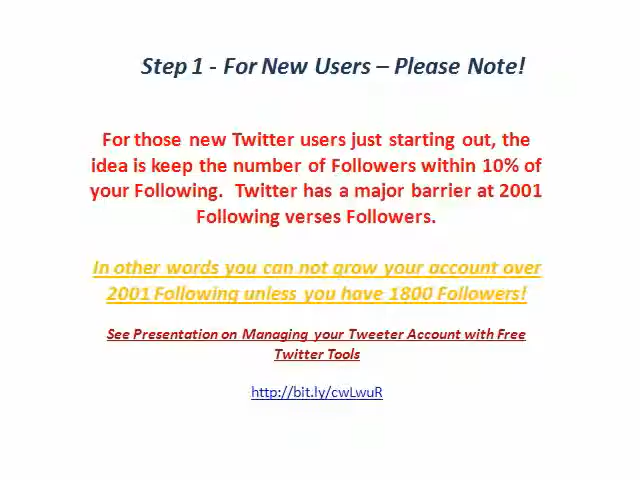 Step 1 - For New Users – Please Note!
For those new Twitter users just starting out, the
idea is keep the number of Followers within 10% of
your Following.  Twitter has a major barrier at 2001
Following verses Followers.
In other words you can not grow your account over
2001 Following unless you have 1800 Followers!
See Presentation on Managing your Tweeter Account with Free
Twitter Tools
http://bit.ly/cwLwuR